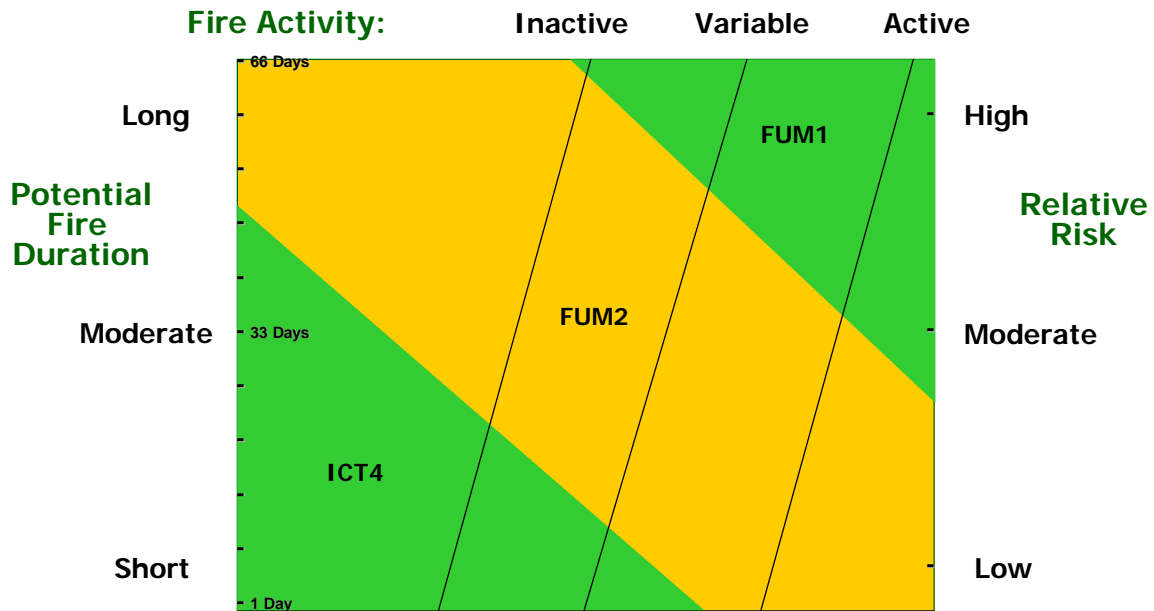 Fire Activity: Inactive Variable Active
66 Days
Long
High
FUM1
Potential
Fire
Duration
Relative
Risk
FUM2
33 Days
Moderate
Moderate
ICT4
Short
Low
1 Day